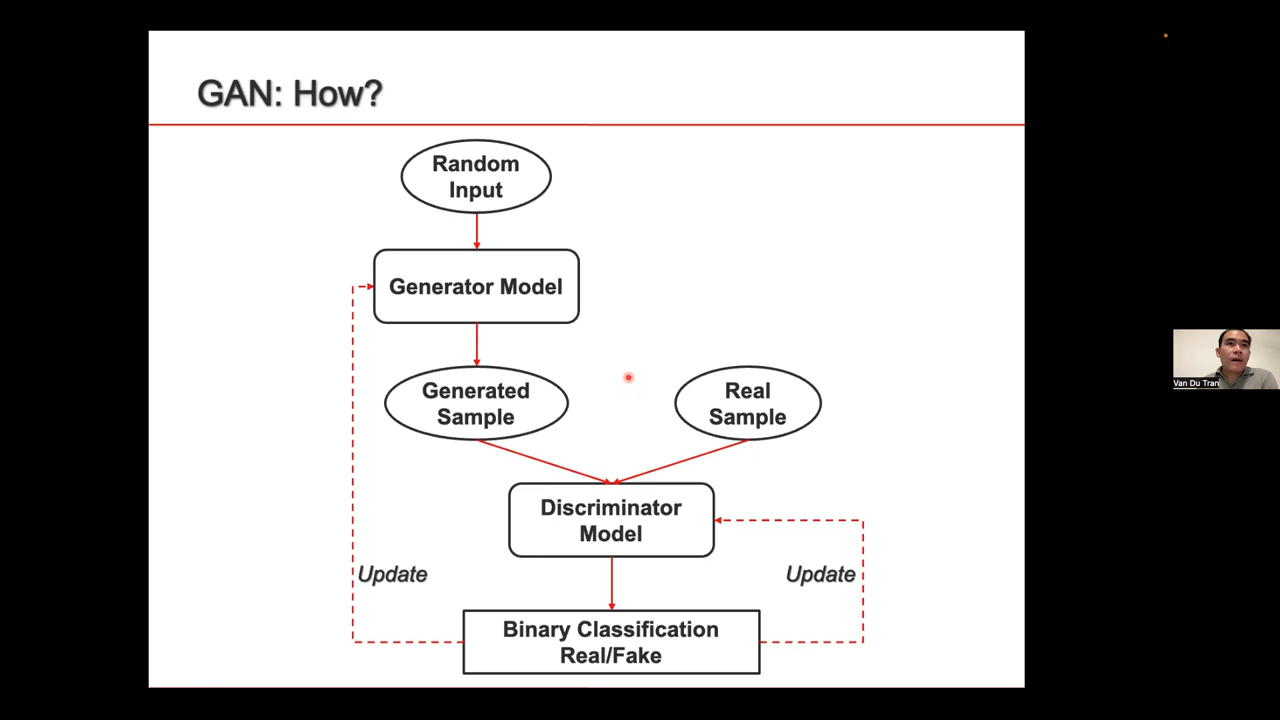 GAN: How?
Random
Input
Generator Model
Generated
Sample
Real
Sample
Discriminator
Model
Update
Update
Binary Classification
Real/Fake
Van Du Tran